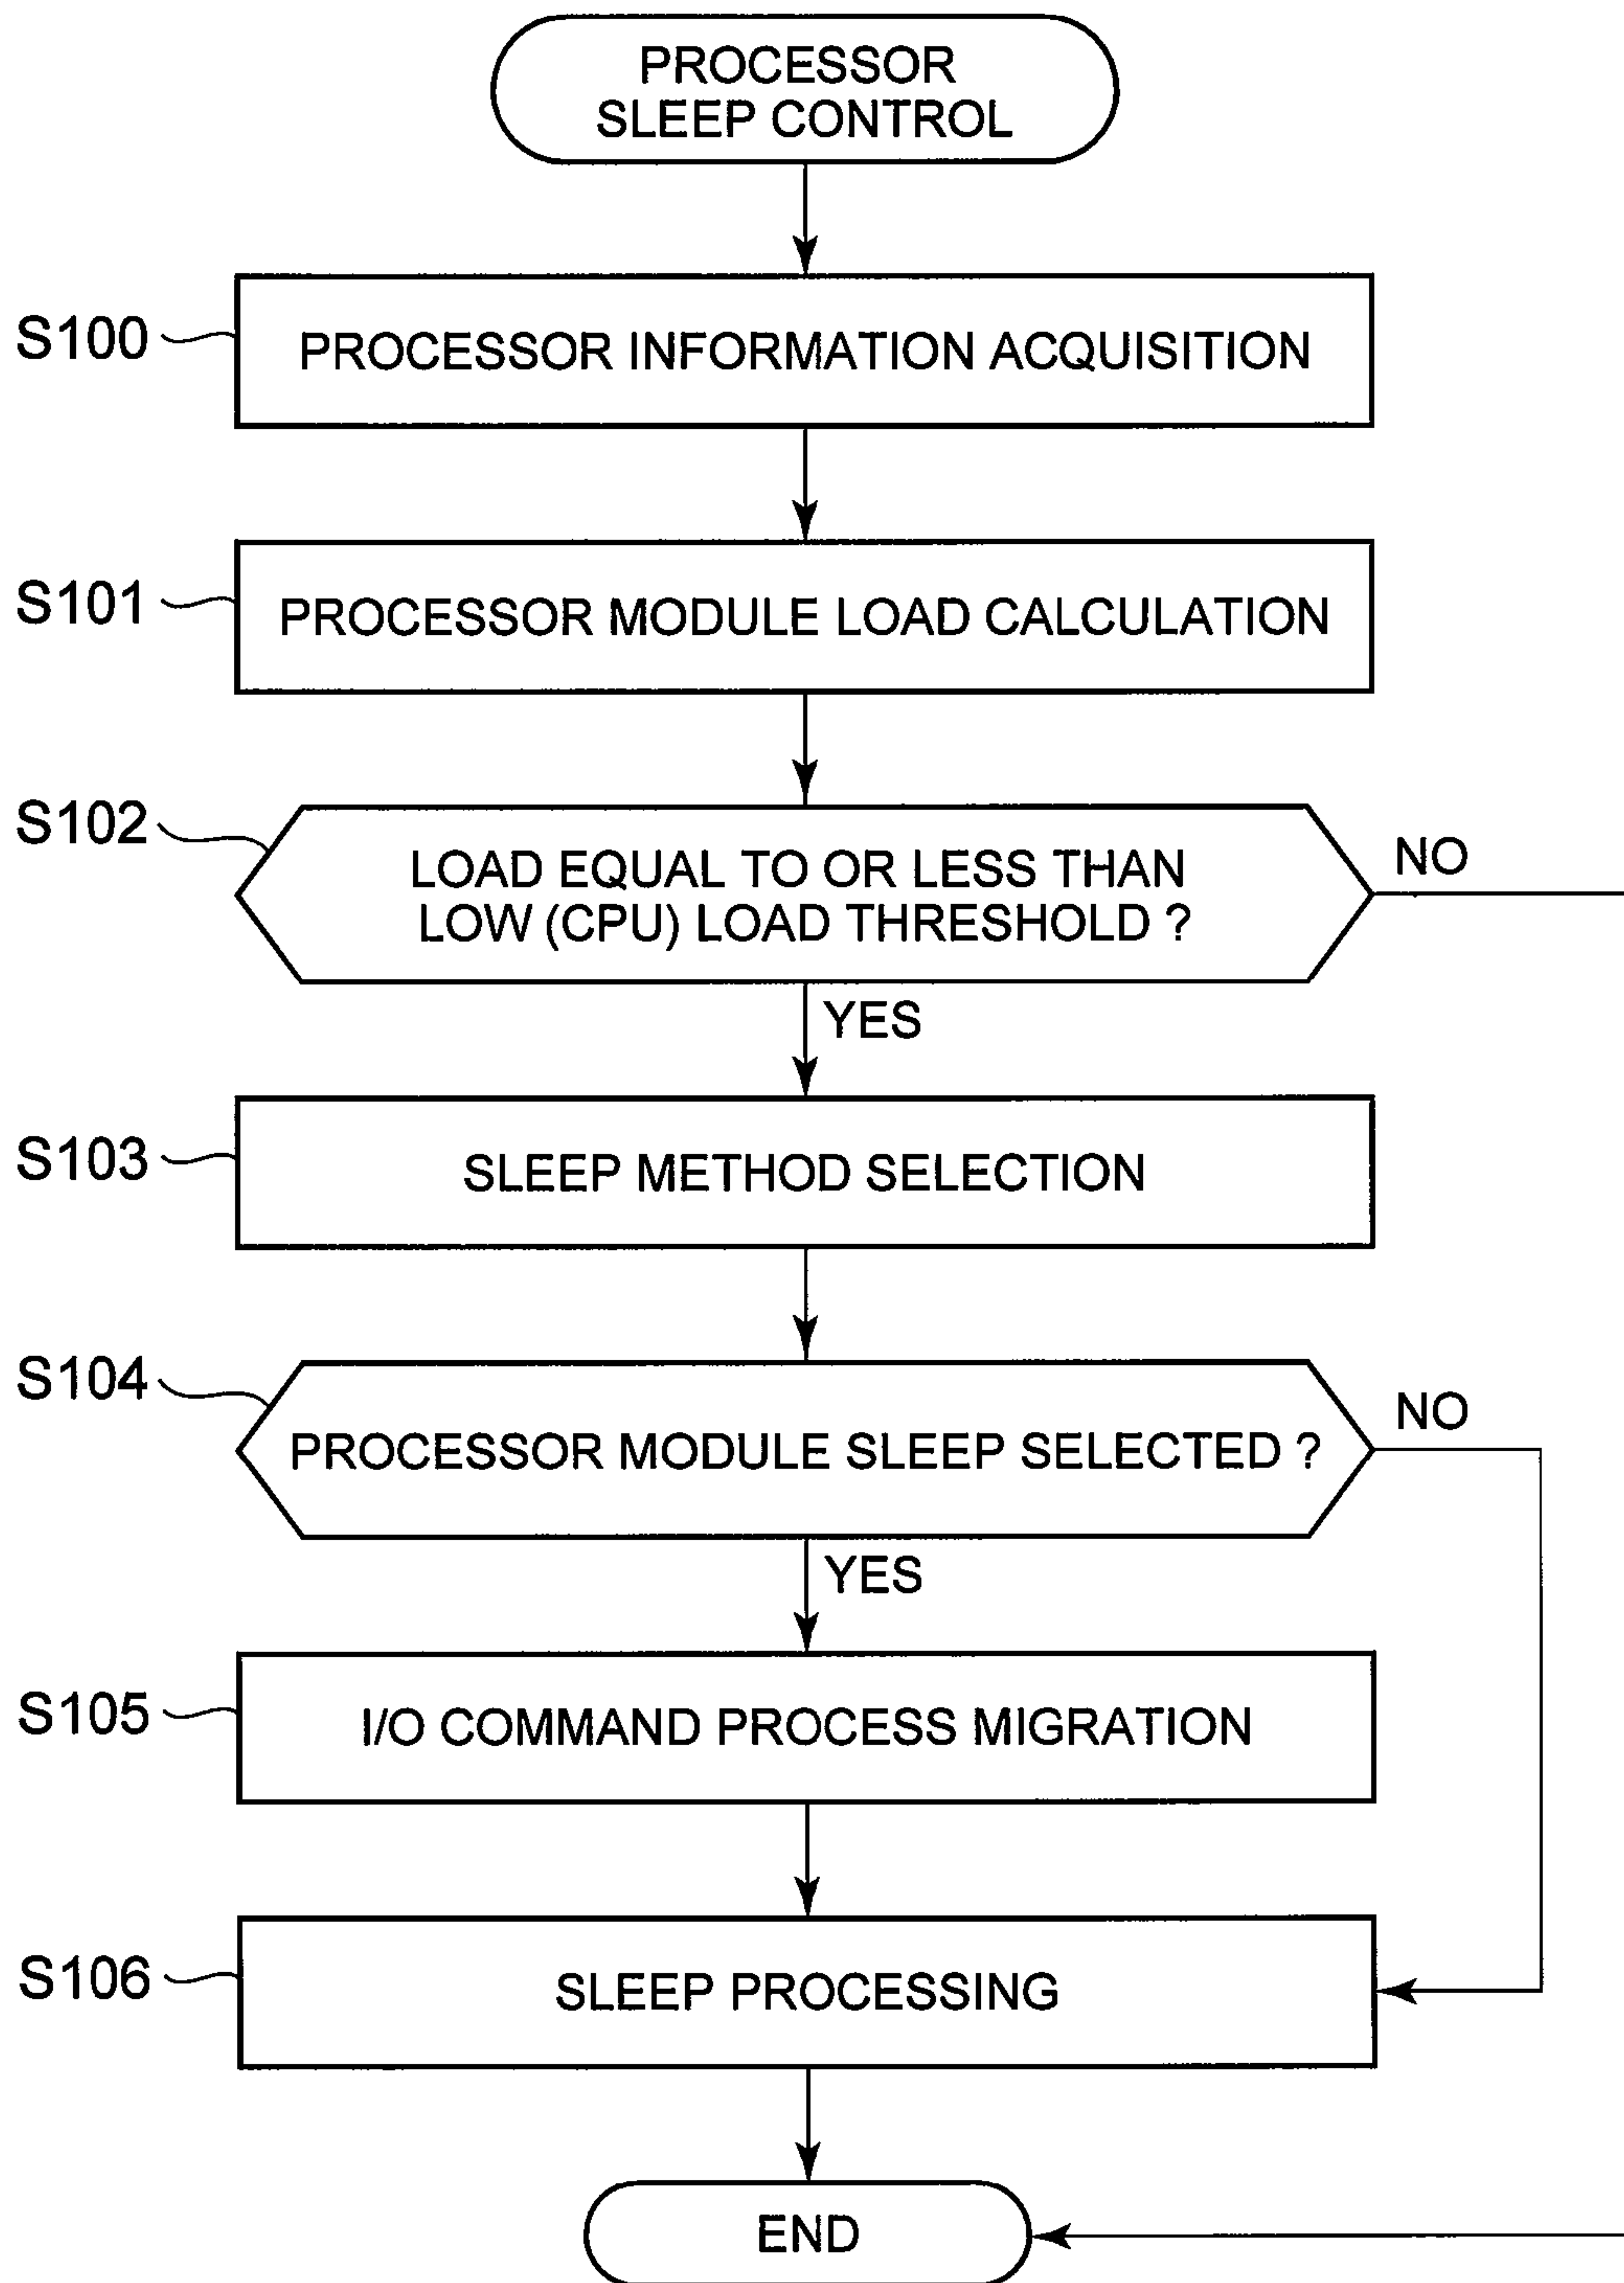 PROCESSOR
SLEEP CONTROL
S100
PROCESSOR INFORMATION ACQUISITION
S101
PROCESSOR MODULE LOAD CALCULATION
S102
LOAD EQUAL TO OR LESS THAN
LOW (CPU) LOAD THRESHOLD ?
NO
YES
S103
SLEEP METHOD SELECTION
S104
PROCESSOR MODULE SLEEP SELECTED ?
NO
YES
S105
I/O COMMAND PROCESS MIGRATION
S106
SLEEP PROCESSING
END